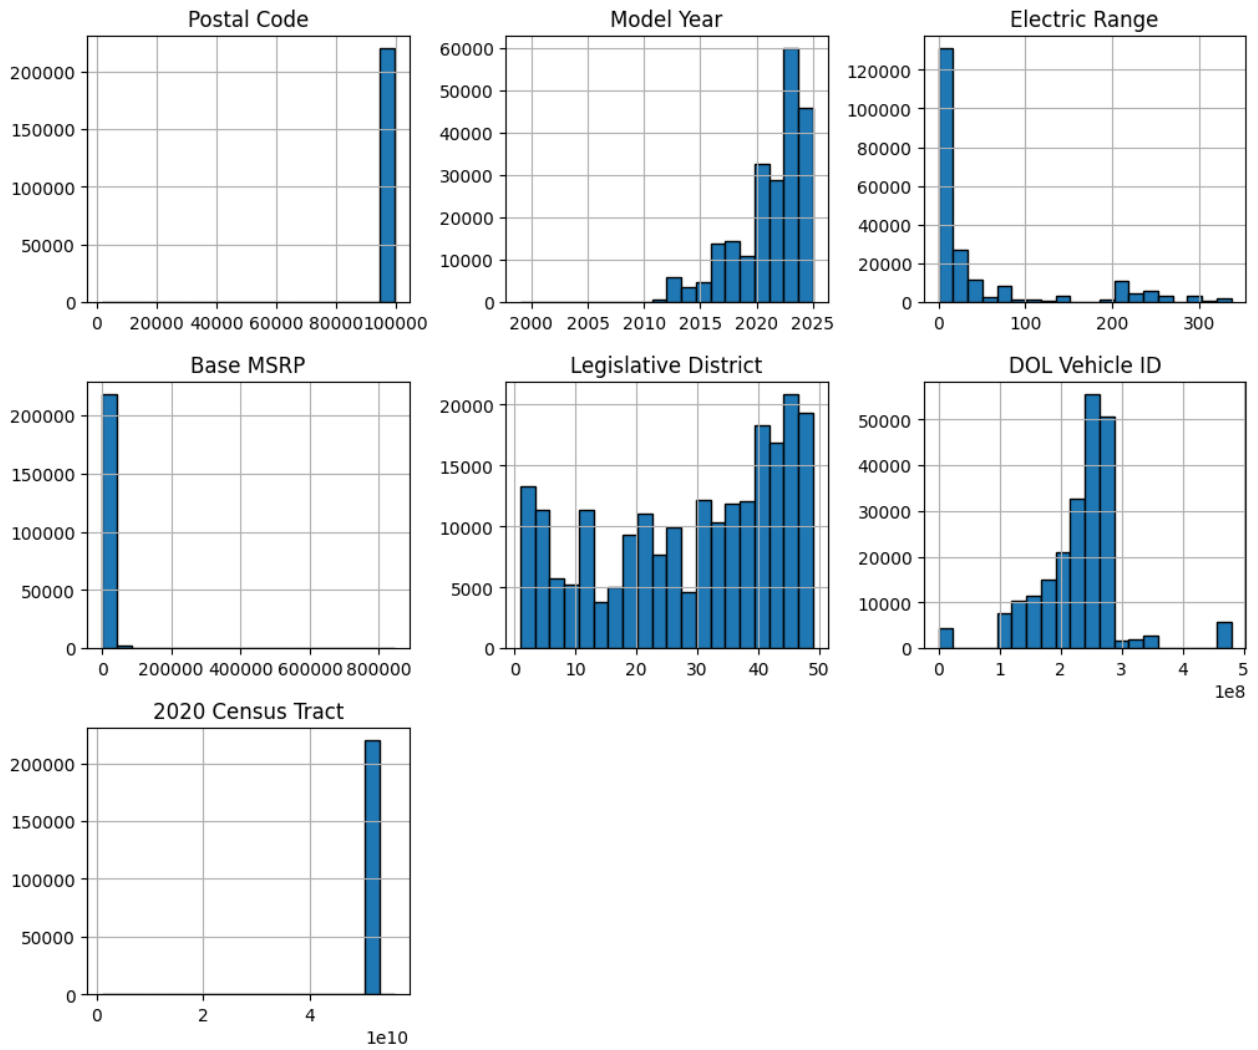 Postal Code
200000
150000
100000
50000
0
0 20000 40000 60000 80000 100000
Model Year
60000
50000
40000
30000
20000
10000
0
2000 2005 2010 2015 2020 2025
Electric Range
120000
100000
80000
60000
40000
20000
0
0 100 200 300
Base MSRP
200000
150000
100000
50000
0
0 200000 400000 600000 800000
Legislative District
20000
15000
10000
5000
0
0 10 20 30 40 50
DOL Vehicle ID
50000
40000
30000
20000
10000
0
0 1 2 3 4 5
1e8
2020 Census Tract
200000
150000
100000
50000
0
0 2 4
1e10